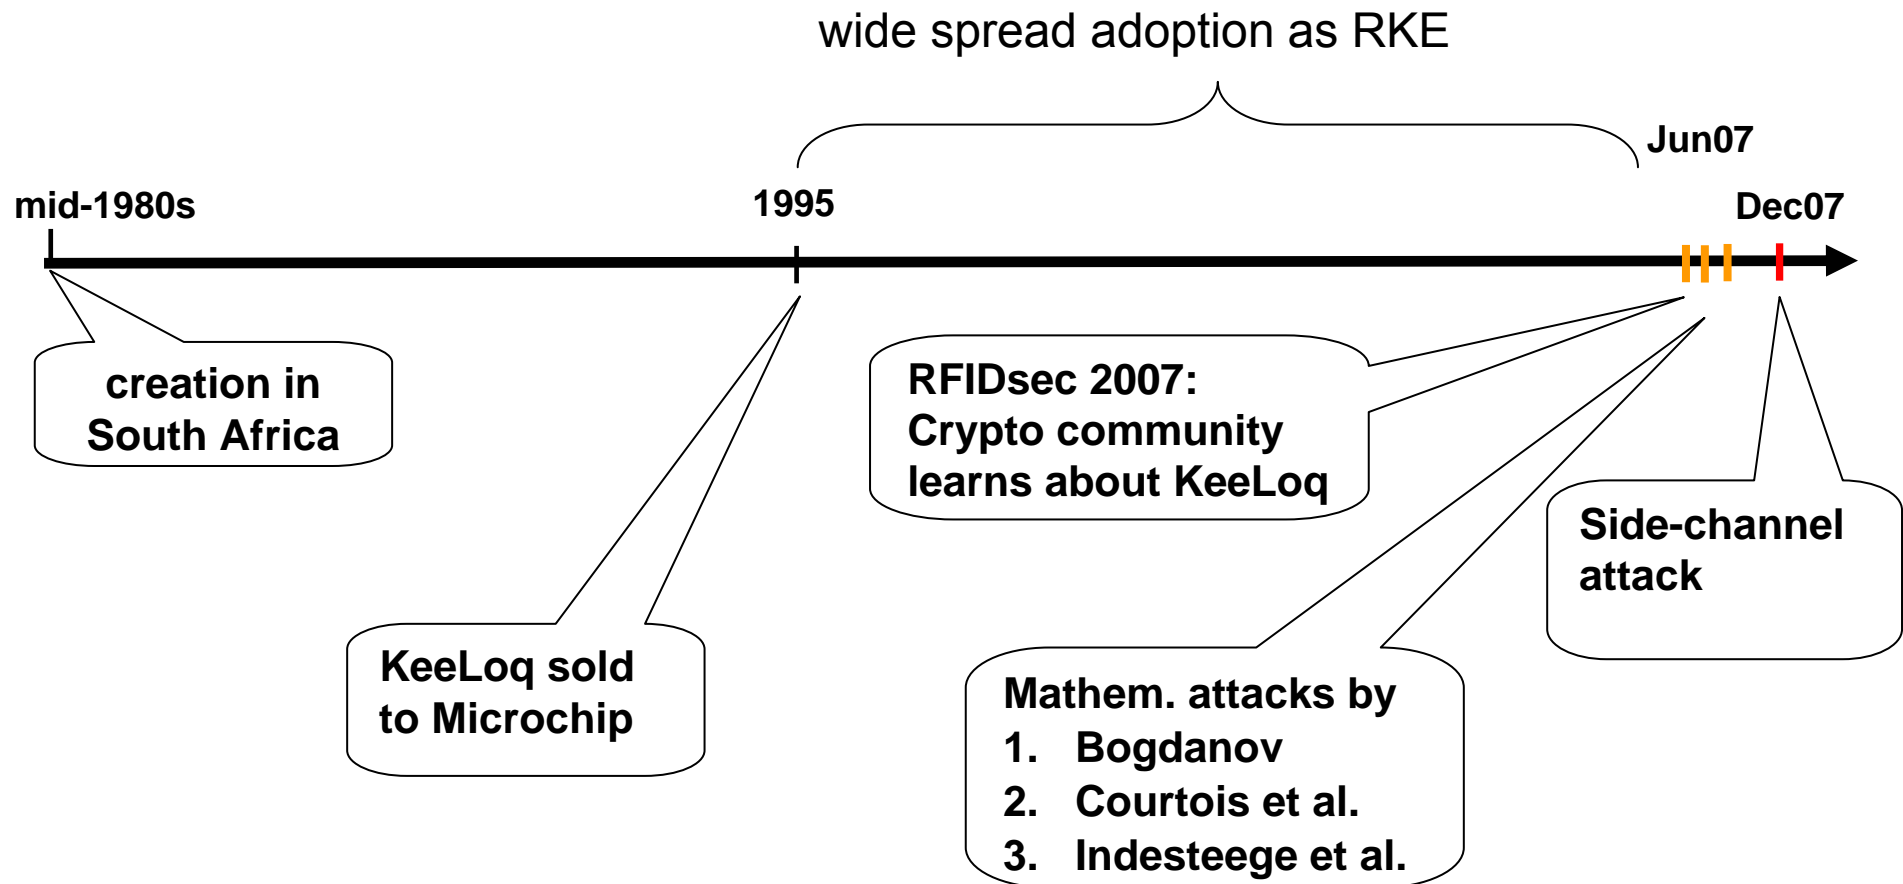 wide spread adoption as RKE
Jun07
mid-1980s
1995
Dec07
creation in
South Africa
RFIDsec 2007:
Crypto community
learns about KeeLoq
Side-channel
attack
KeeLoq sold
to Microchip
Mathem. attacks by
1. Bogdanov
2. Courtois et al.
3. Indesteege et al.